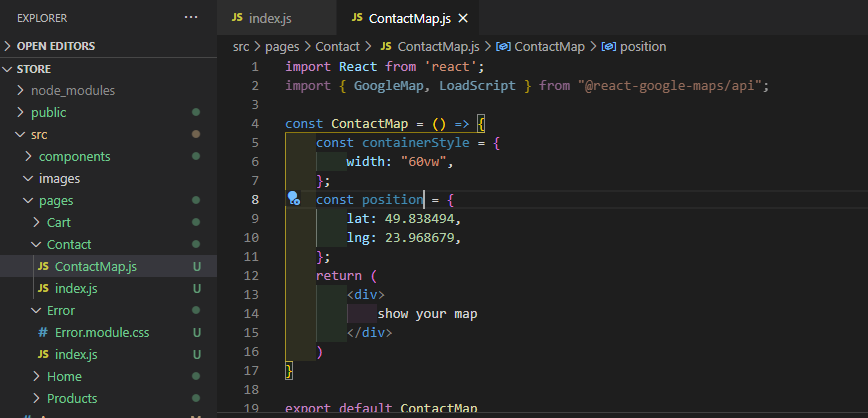 EXPLORER
OPEN EDITORS
STORE
node_modules
public
src
components
images
pages
Cart
Contact
JS ContactMap.js U
JS index.js U
Error
# Error.module.css U
JS index.js U
Home
Products
JS index.js
JS ContactMap.js
src > pages > Contact > JS ContactMap.js > ContactMap > position
1 import React from 'react';
2 import { GoogleMap, LoadScript } from "@react-google-maps/api";
3
4 const ContactMap = () => {
5 const containerStyle = {
6 width: "60vw",
7 };
8 const position = {
9 lat: 49.838494,
10 lng: 23.968679,
11 };
12 return (
13 <div>
14 show your map
15 </div>
16 )
17 }
18
19 export default ContactMap